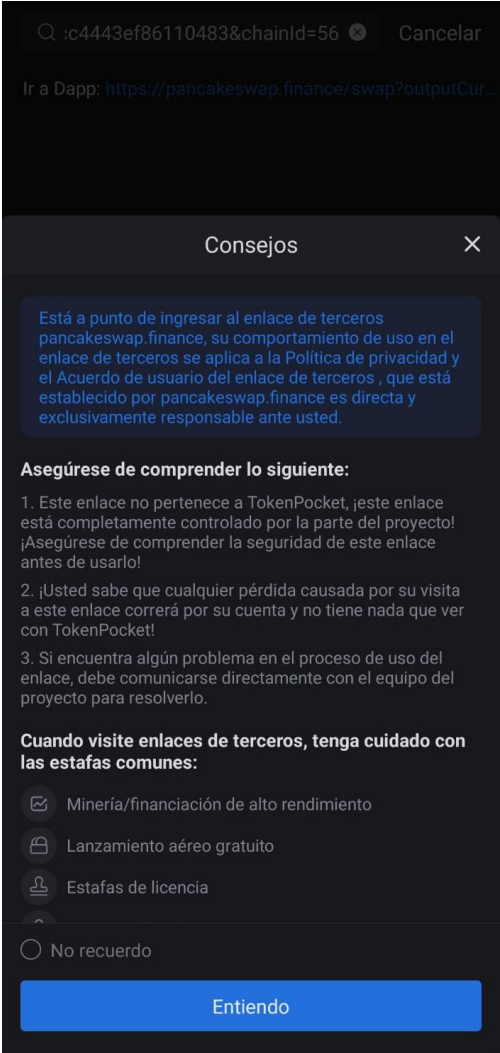 :c4443ef86110483&chainId=56
Cancelar
Ir a Dapp: https://pancakeswap.finance/swap?outputCur...
Consejos
Está a punto de ingresar al enlace de terceros
pancakeswap.finance, su comportamiento de uso en el
enlace de terceros se aplica a la Política de privacidad y
el Acuerdo de usuario del enlace de terceros , que está
establecido por pancakeswap.finance es directa y
exclusivamente responsable ante usted.
Asegúrese de comprender lo siguiente:
1. Este enlace no pertenece a TokenPocket, ¡este enlace
está completamente controlado por la parte del proyecto!
¡Asegúrese de comprender la seguridad de este enlace
antes de usarlo!
2. ¡Usted sabe que cualquier pérdida causada por su visita
a este enlace correrá por su cuenta y no tiene nada que ver
con TokenPocket!
3. Si encuentra algún problema en el proceso de uso del
enlace, debe comunicarse directamente con el equipo del
proyecto para resolverlo.
Cuando visite enlaces de terceros, tenga cuidado con
las estafas comunes:
Minería/financiación de alto rendimiento
Lanzamiento aéreo gratuito
Estafas de licencia
No recuerdo
Entiendo